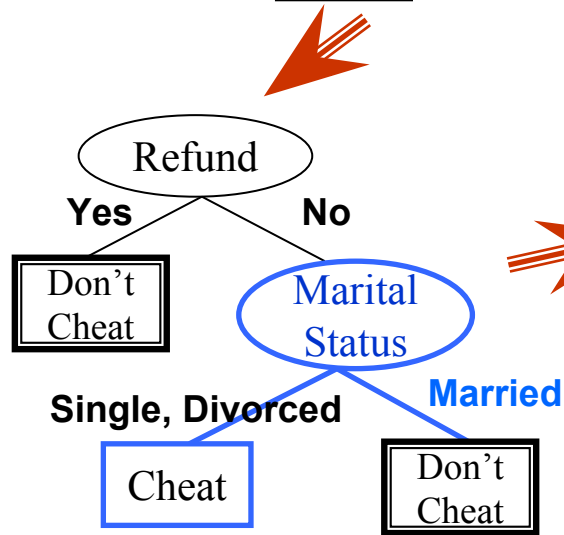 Refund
Yes No
Don’t
Cheat
Marital
Status
Single, Divorced Married
Cheat
Don’t
Cheat